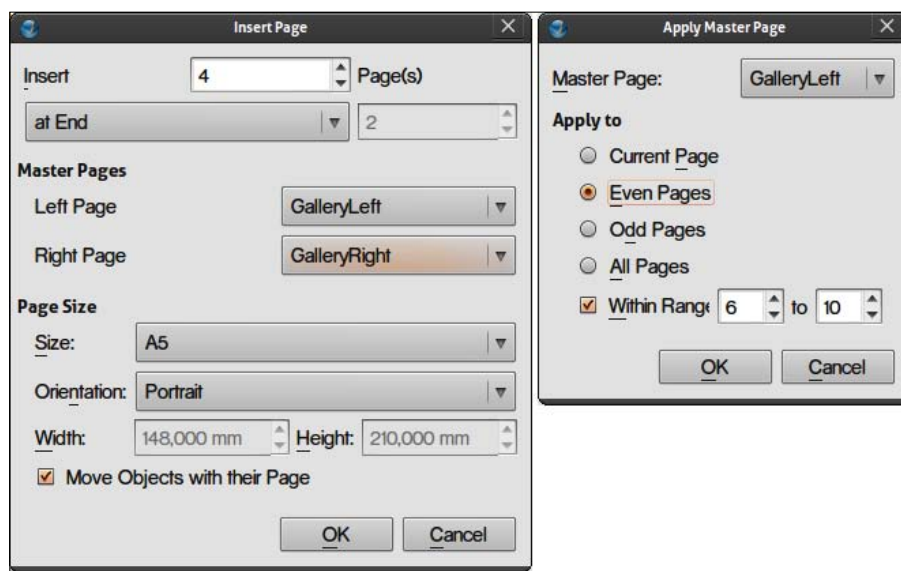 Insert Page
Insert 4 Page(s)
at End 2
Master Pages
Left Page GalleryLeft
Right Page GalleryRight
Page Size
Size: A5
Orientation: Portrait
Width: 148,000 mm Height: 210,000 mm
Move Objects with their Page
OK Cancel
Apply Master Page
Master Page: GalleryLeft
Apply to
Current Page
Even Pages
Odd Pages
All Pages
Within Range 6 to 10
OK Cancel